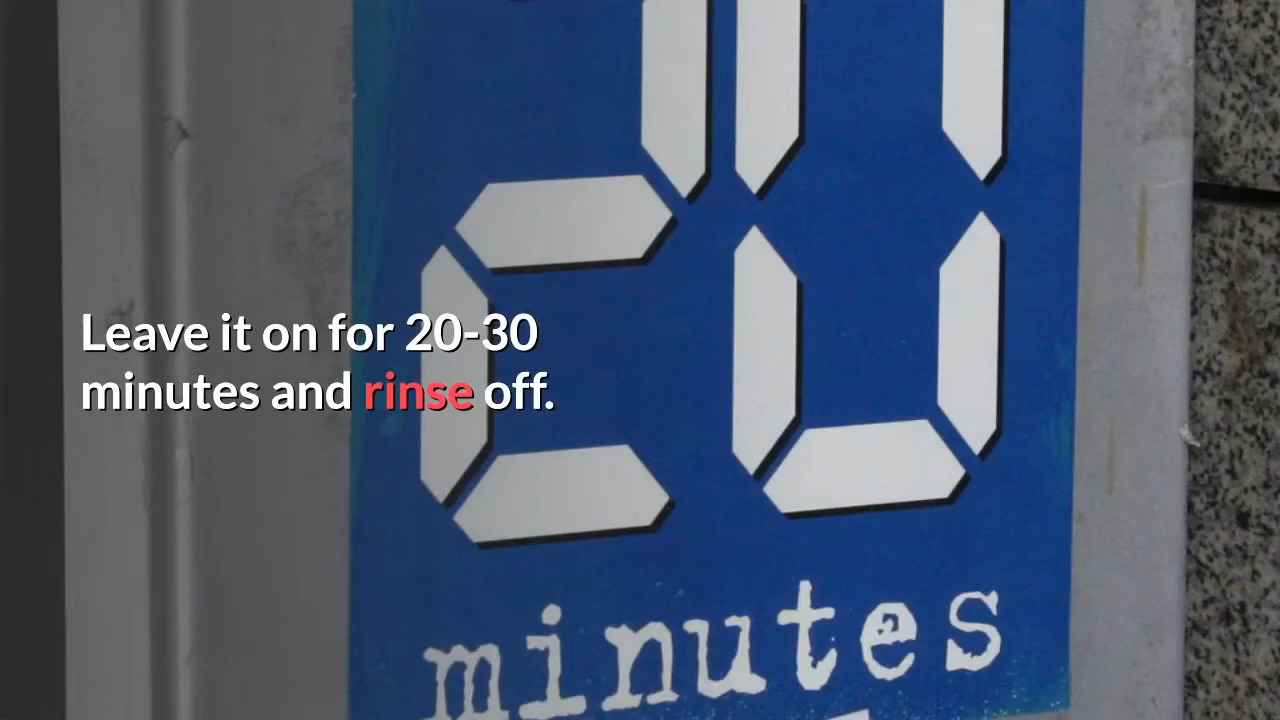 20
Leave it on for 20-30
minutes and rinse off.
minutes